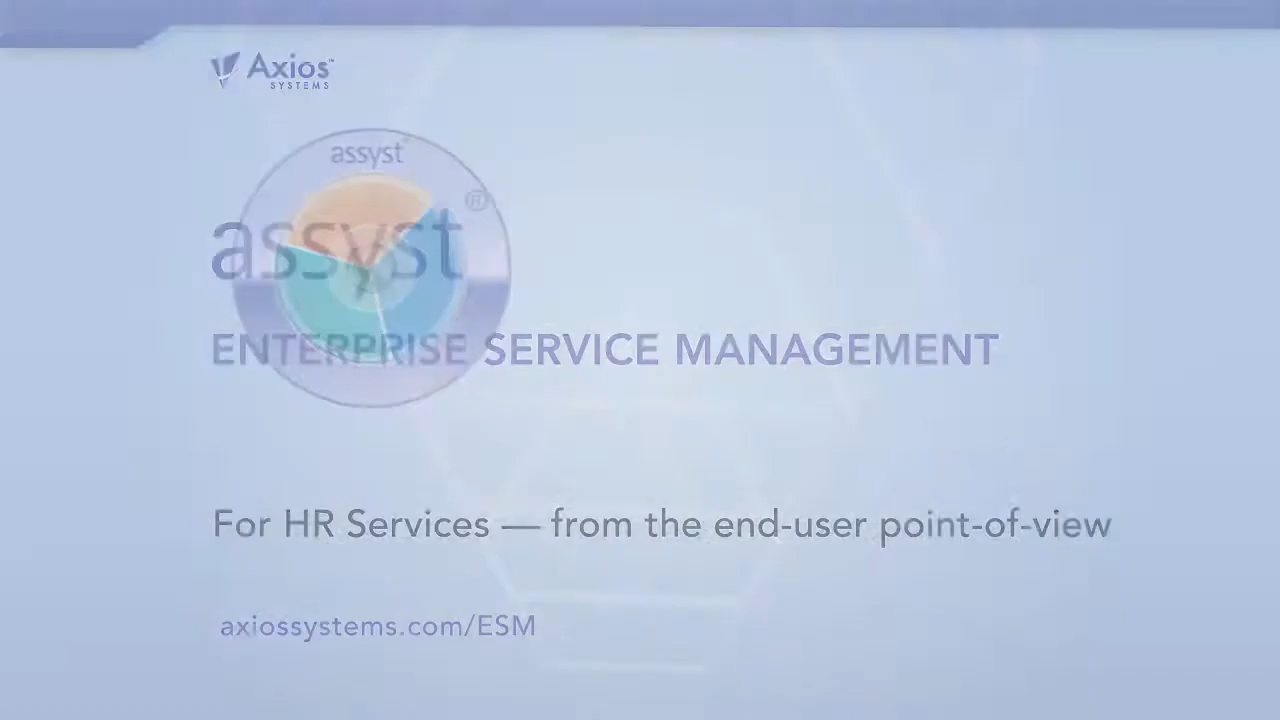 Axios™
SYSTEMS
assyst®
assyst®
ENTERPRISE SERVICE MANAGEMENT
For HR Services — from the end-user point-of-view
axiossystems.com/ESM